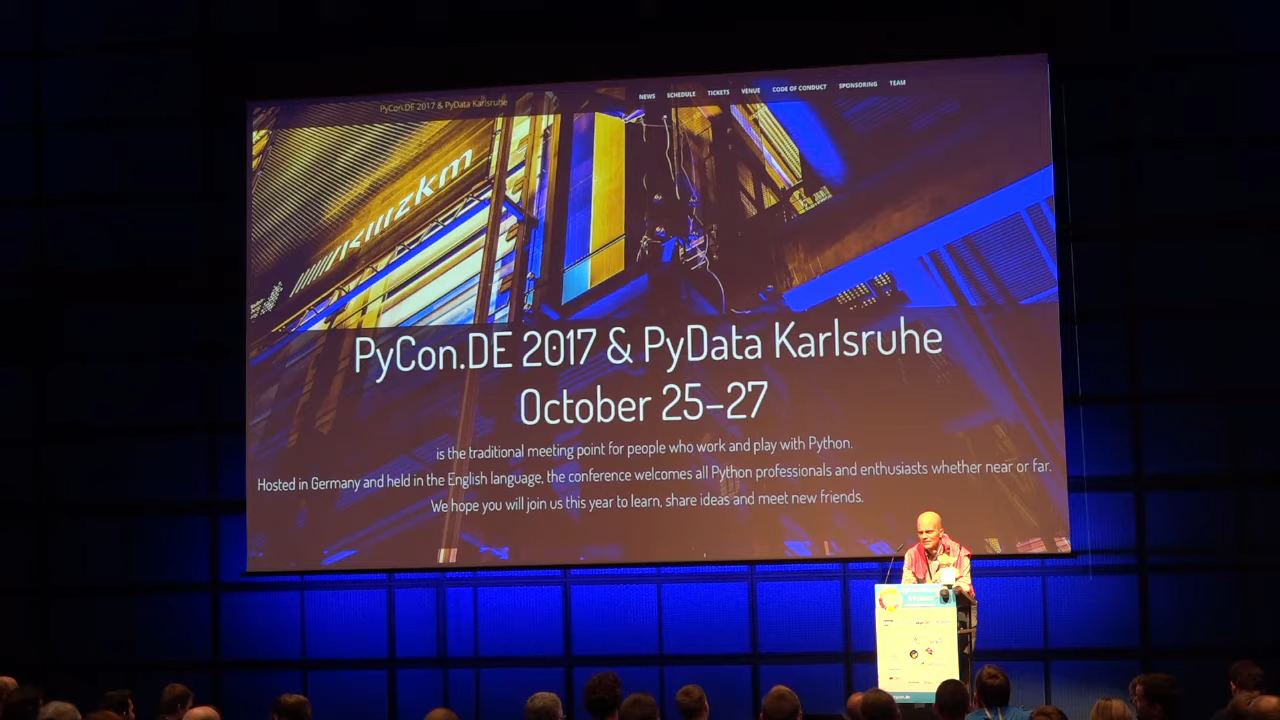 PyCon.DE 2017 & PyData Karlsruhe
NEWS SCHEDULE TICKETS VENUE CODE OF CONDUCT SPONSORING TEAM
zkm
PyCon.DE 2017 & PyData Karlsruhe
October 25–27
is the traditional meeting point for people who work and play with Python.
Hosted in Germany and held in the English language, the conference welcomes all Python professionals and enthusiasts whether near or far.
We hope you will join us this year to learn, share ideas and meet new friends.